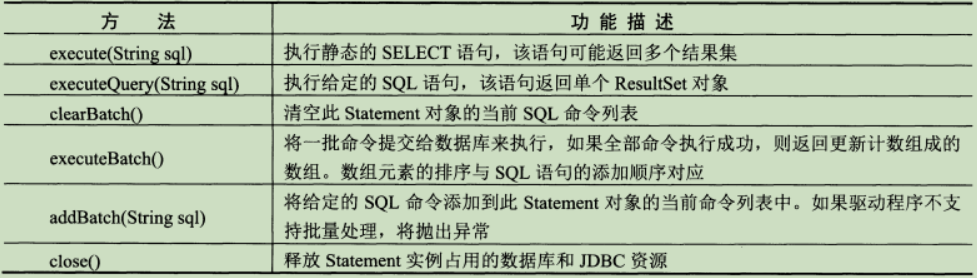 方 法 功 能 描 述
execute(String sql) 执行静态的 SELECT 语句，该语句可能返回多个结果集
executeQuery(String sql) 执行给定的 SQL 语句，该语句返回单个 ResultSet 对象
clearBatch() 清空此 Statement 对象的当前 SQL 命令列表
executeBatch() 将一批命令提交给数据库来执行，如果全部命令执行成功，则返回更新计数组成的
数组。数组元素的排序与 SQL 语句的添加顺序对应
addBatch(String sql) 将给定的 SQL 命令添加到此 Statement 对象的当前命令列表中。如果驱动程序不支
持批量处理，将抛出异常
close() 释放 Statement 实例占用的数据库和 JDBC 资源